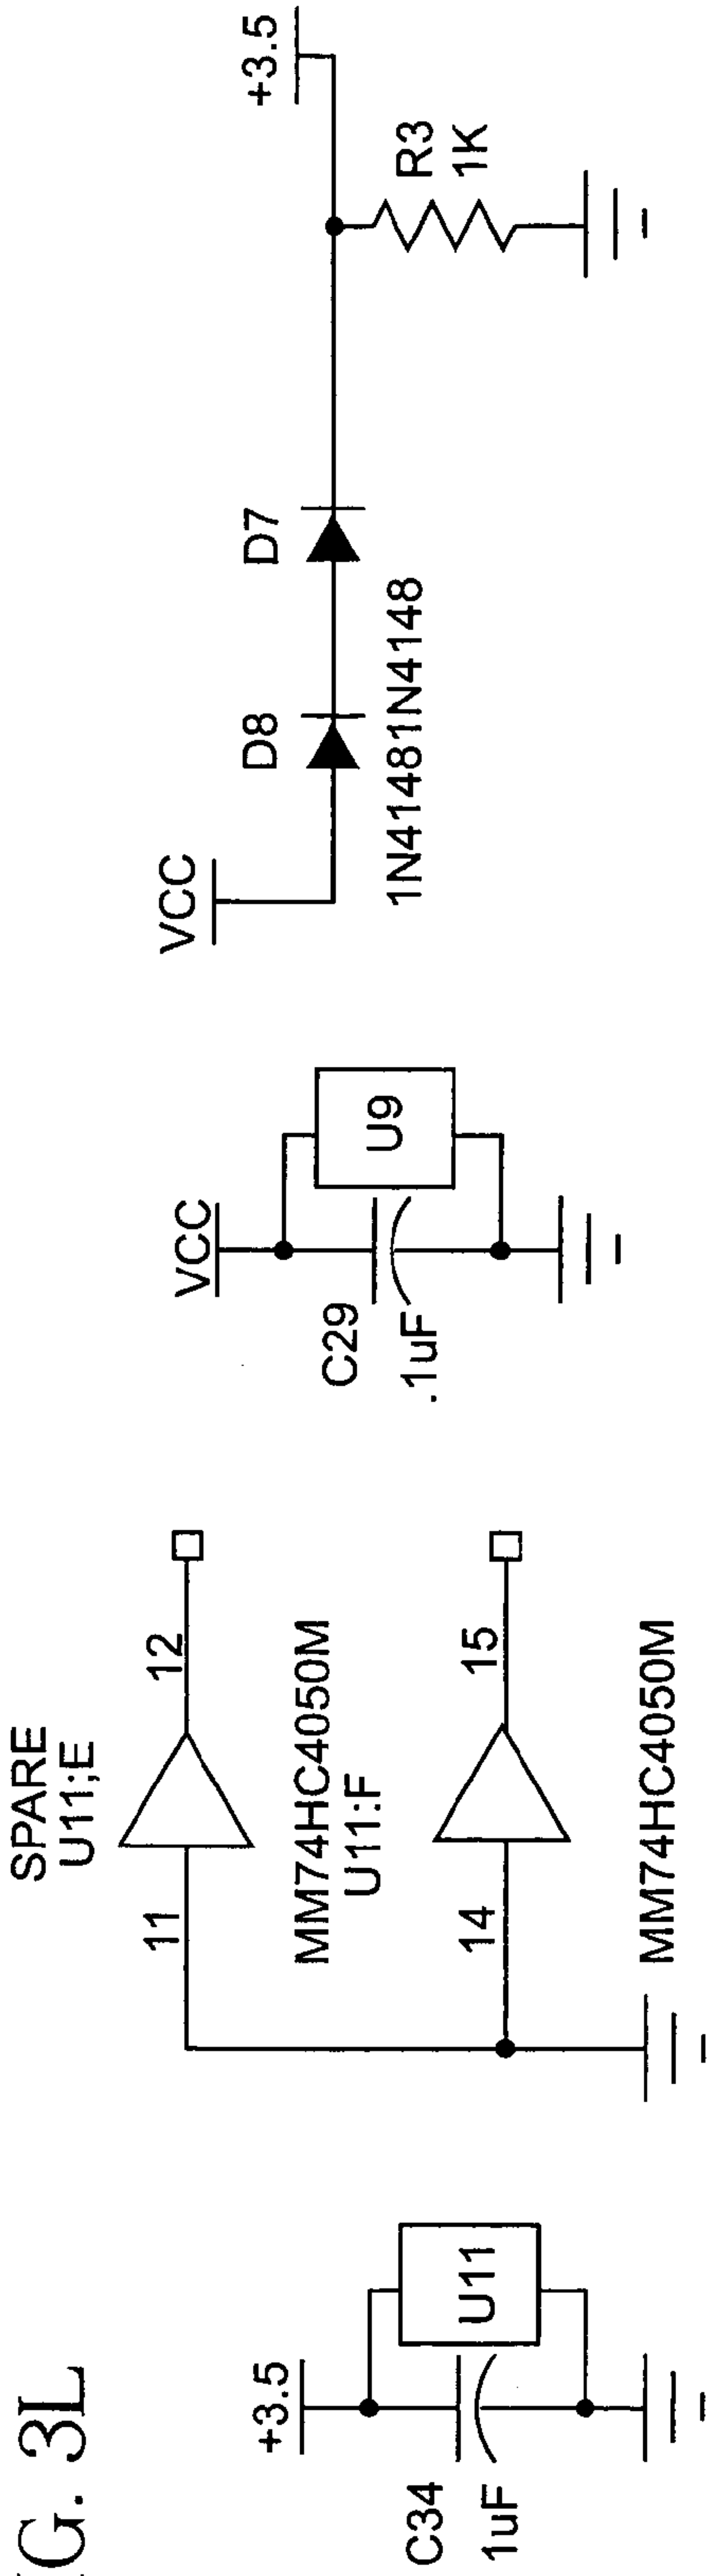 G. 3L
+3.5
C34
1uF
U11
SPARE
U11;E
11
12
MM74HC4050M
U11:F
14
15
MM74HC4050M
VCC
C29
.1uF
U9
VCC
D8
D7
1N41481N4148
+3.5
R3
1K